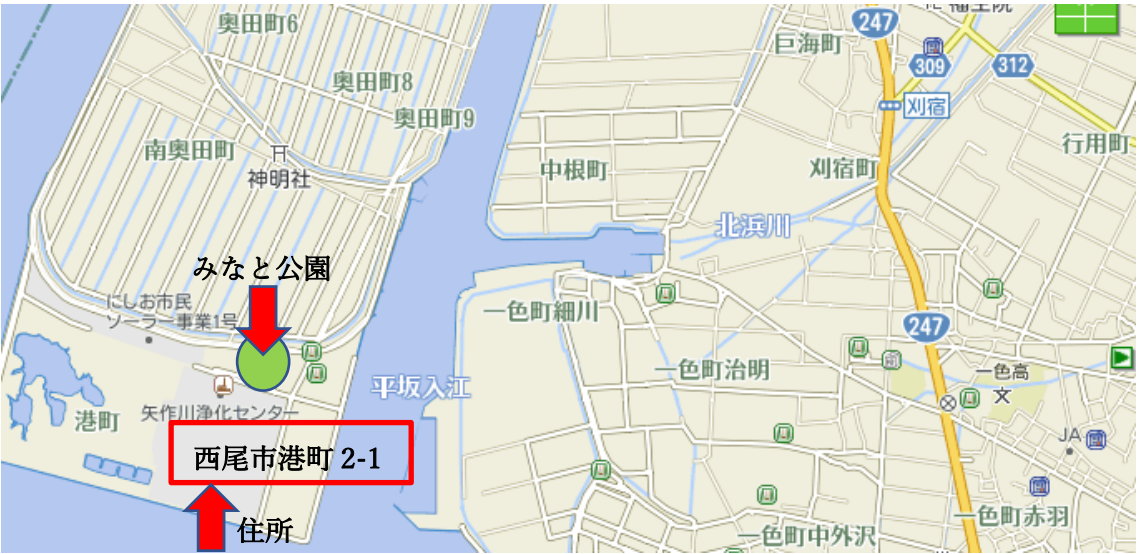 奥田町6
247
福生院
巨海町
309
312
奥田町8
奥田町9
刈宿
南奥田町
神明社
中根町
刈宿町
行用町
北浜川
みなと公園
にしお市民
ソーラー事業1号
一色町細川
247
一色町治明
一色高
文
平坂入江
矢作川浄化センター
港町
JA
西尾市港町 2-1
住所
一色町赤羽
一色町中外沢